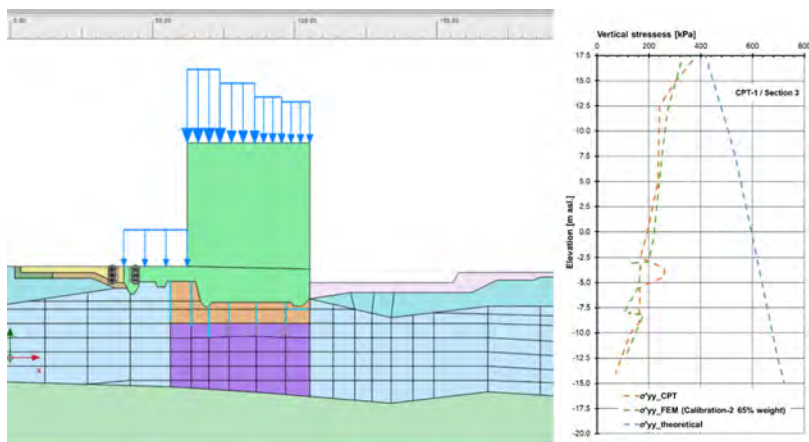 0.00 50.00 100.00 150.00
x
Vertical stressess [kPa]
0 200 400 600 800
17.5
15.0
12.5
10.0
7.5
5.0
2.5
0.0
-2.5
-5.0
-7.5
-10.0
-12.5
-15.0
-17.5
-20.0
Elevation [m asl.]
CPT-1 / Section 3
σ'yy_CPT
σ'yy_FEM (Calibration-2 65% weight)
σ'yy_theoretical